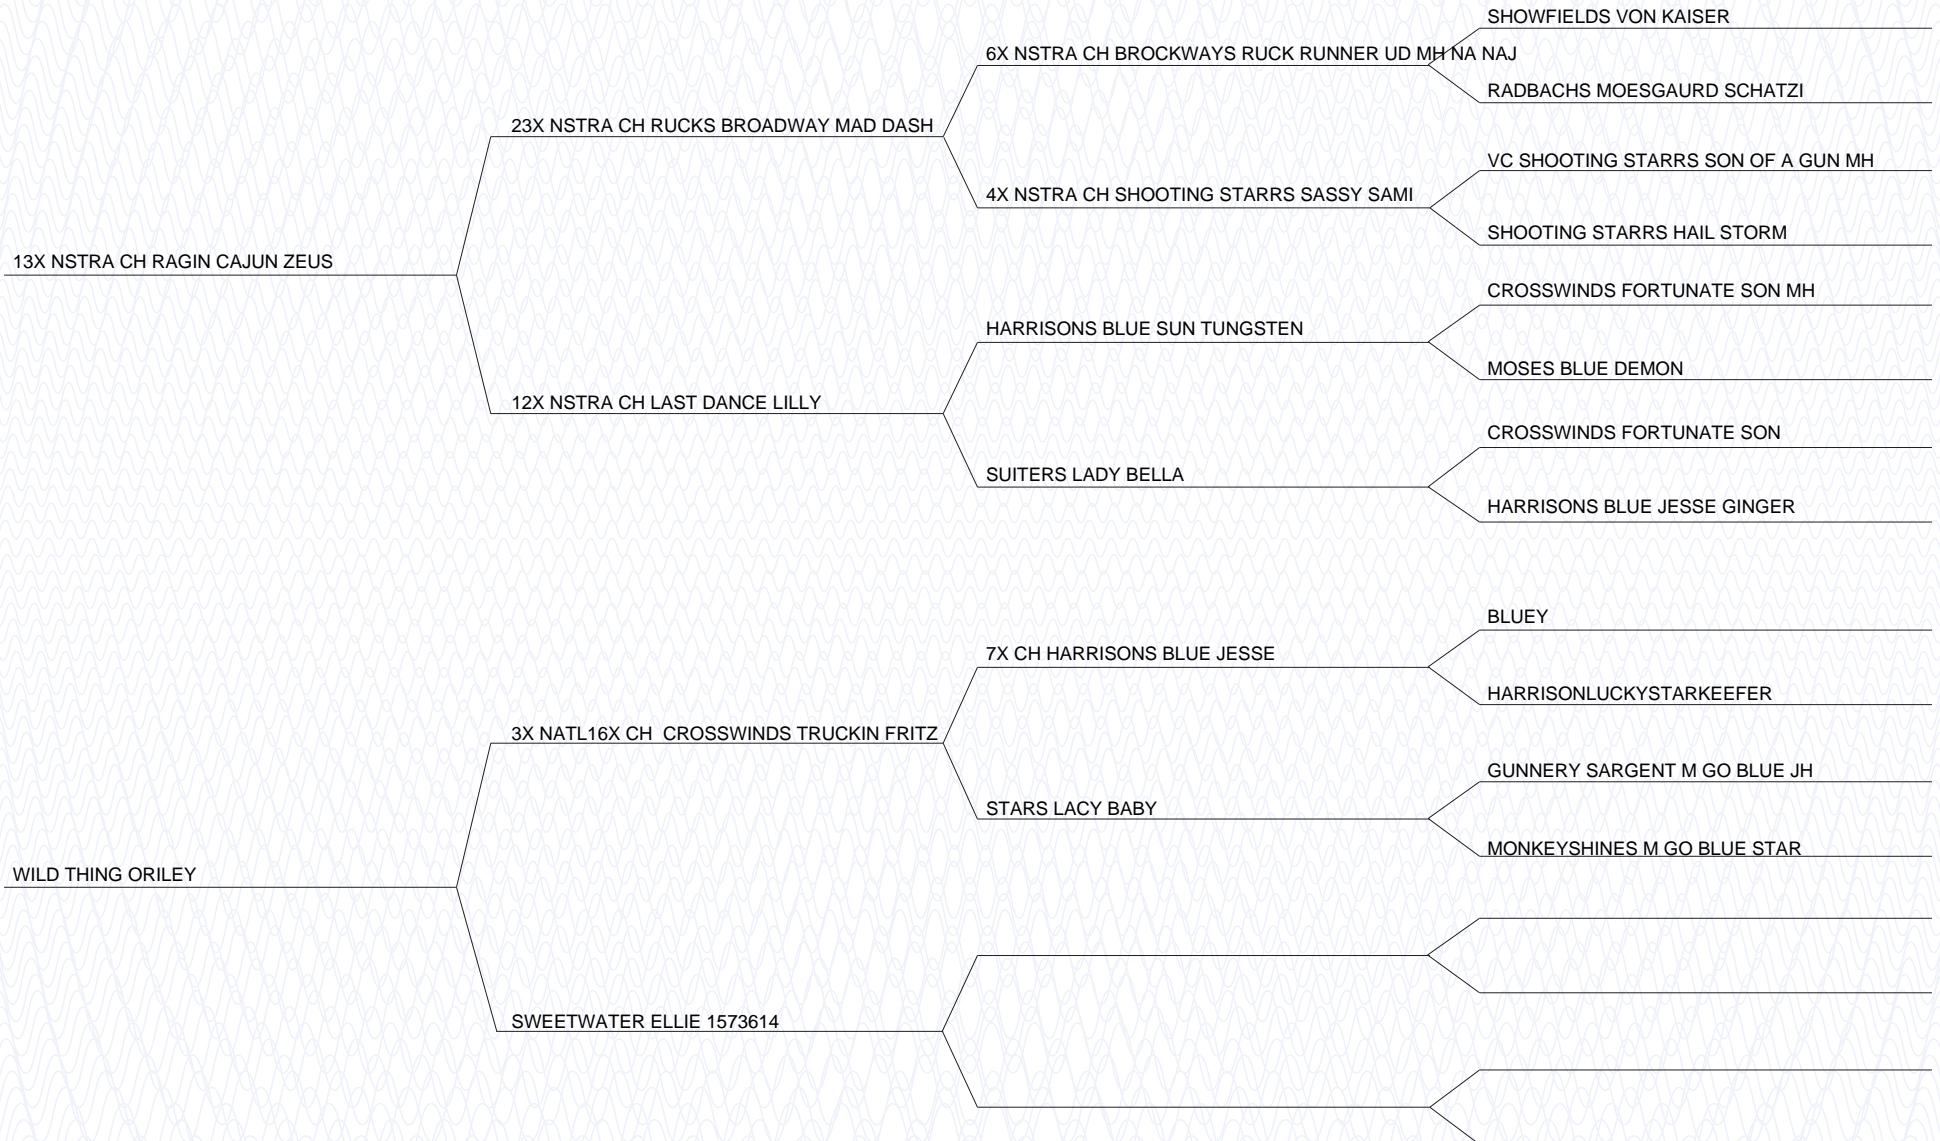 SHOWFIELDS VON KAISER
6X NSTRA CH BROCKWAYS RUCK RUNNER UD MH NA NAJ
RADBACHS MOESGAURD SCHATZI
23X NSTRA CH RUCKS BROADWAY MAD DASH
VC SHOOTING STARRS SON OF A GUN MH
4X NSTRA CH SHOOTING STARRS SASSY SAMI
SHOOTING STARRS HAIL STORM
13X NSTRA CH RAGIN CAJUN ZEUS
CROSSWINDS FORTUNATE SON MH
HARRISONS BLUE SUN TUNGSTEN
MOSES BLUE DEMON
12X NSTRA CH LAST DANCE LILLY
CROSSWINDS FORTUNATE SON
SUITERS LADY BELLA
HARRISONS BLUE JESSE GINGER
BLUEY
7X CH HARRISONS BLUE JESSE
HARRISONLUCKYSTARKEEFER
3X NATL16X CH  CROSSWINDS TRUCKIN FRITZ
GUNNERY SARGENT M GO BLUE JH
STARS LACY BABY
MONKEYSHINES M GO BLUE STAR
WILD THING ORILEY
SWEETWATER ELLIE 1573614